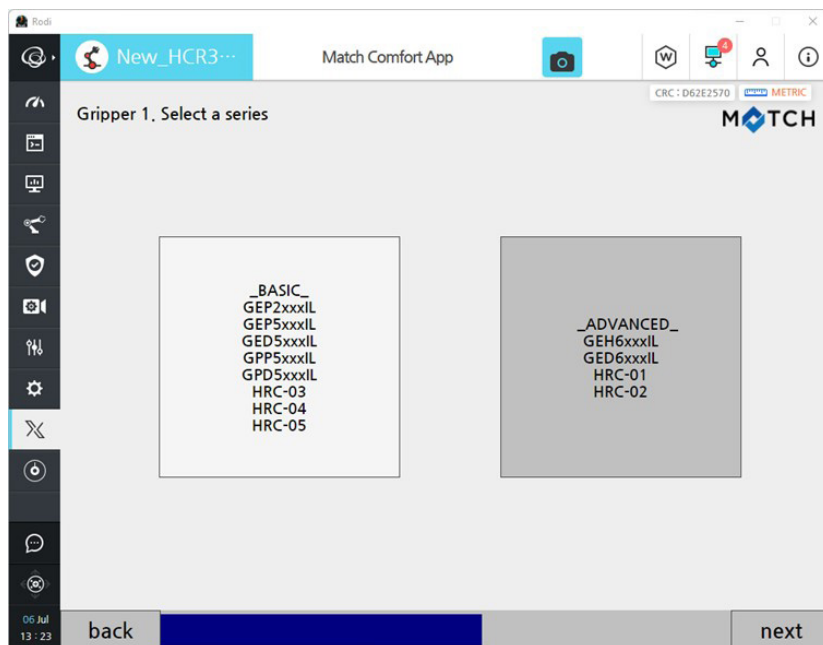 Rodi
New_HCR3…
Match Comfort App
W
4
CRC : D62E2570
METRIC
Gripper 1. Select a series
MATCH
_BASIC_
GEP2xxxIL
GEP5xxxIL
GED5xxxIL
GPP5xxxIL
GPD5xxxIL
HRC-03
HRC-04
HRC-05
_ADVANCED_
GEH6xxxIL
GED6xxxIL
HRC-01
HRC-02
06 Jul
13 : 23
back
next